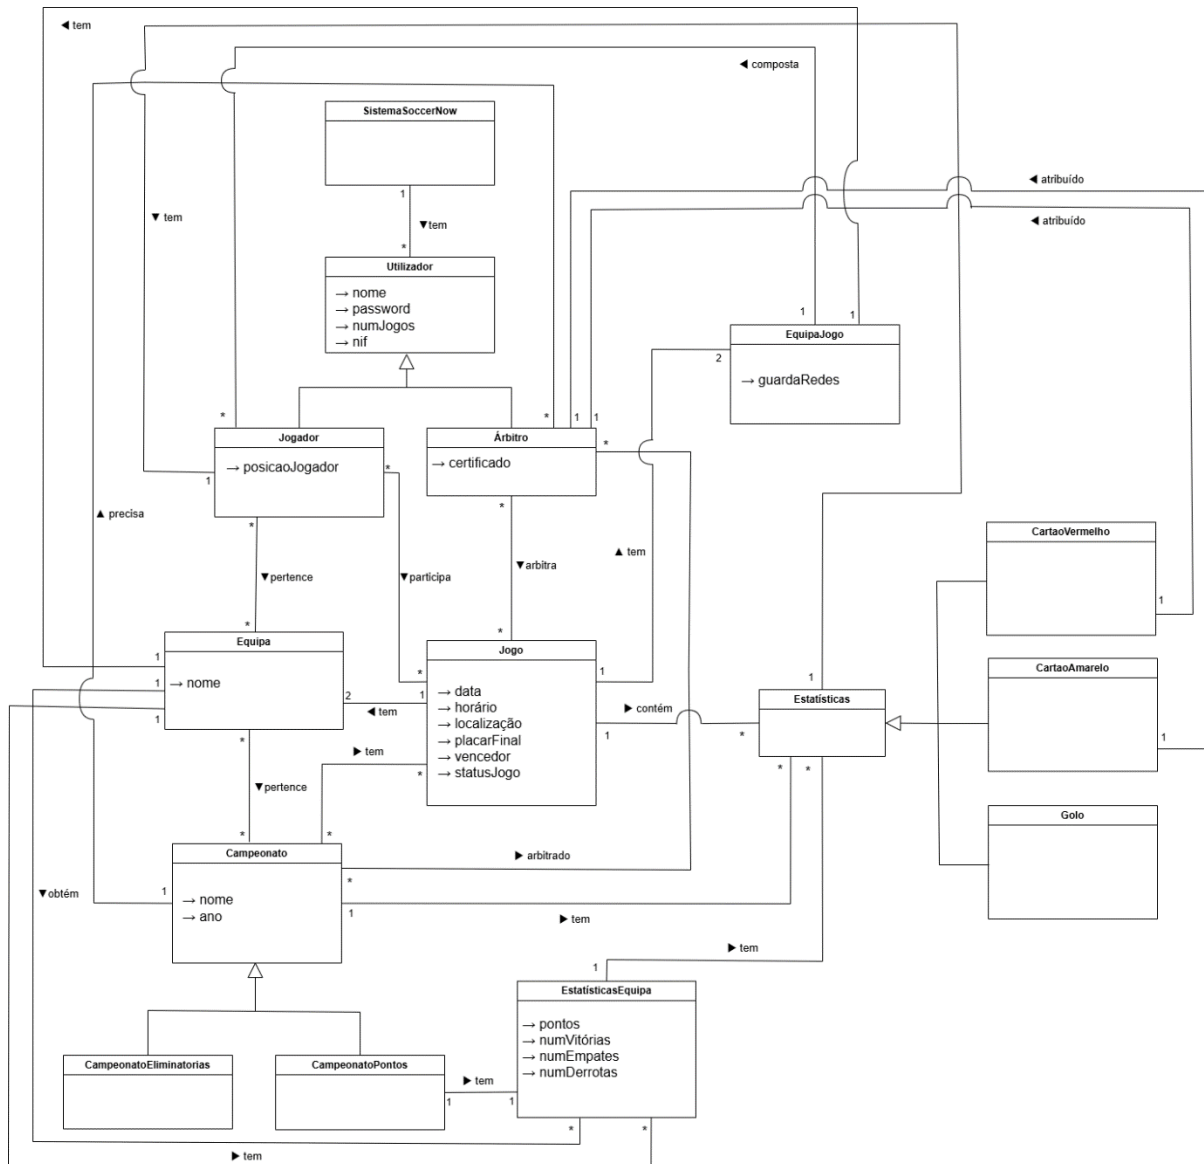 ◄ tem
◄ composta
SistemaSoccerNow
1
▼tem
*
Utilizador
→ nome
→ password
→ numJogos
→ nif
◄ atribuído
◄ atribuído
▼ tem
1
1
EquipaJogo
→ guardaRedes
2
*
*
1
1
*
Jogador
→ posicaoJogador
*
1
*
Árbitro
→ certificado
*
▲ precisa
▼pertence
▼participa
▼arbitra
▲ tem
CartaoVermelho
1
*
Equipa
→ nome
1
1
1
2
*
◄ tem
*
*
Jogo
→ data
→ horário
→ localização
→ placarFinal
→ vencedor
→ statusJogo
1
1
*
1
► contém
1
*
Estatísticas
1
*
*
CartaoAmarelo
1
► tem
▼pertence
*
*
Golo
Campeonato
→ nome
→ ano
1
*
1
► arbitrado
► tem
▼obtém
► tem
1
EstatísticasEquipa
→ pontos
→ numVitórias
→ numEmpates
→ numDerrotas
CampeonatoEliminatorias
CampeonatoPontos
► tem
1
1
*
*
► tem